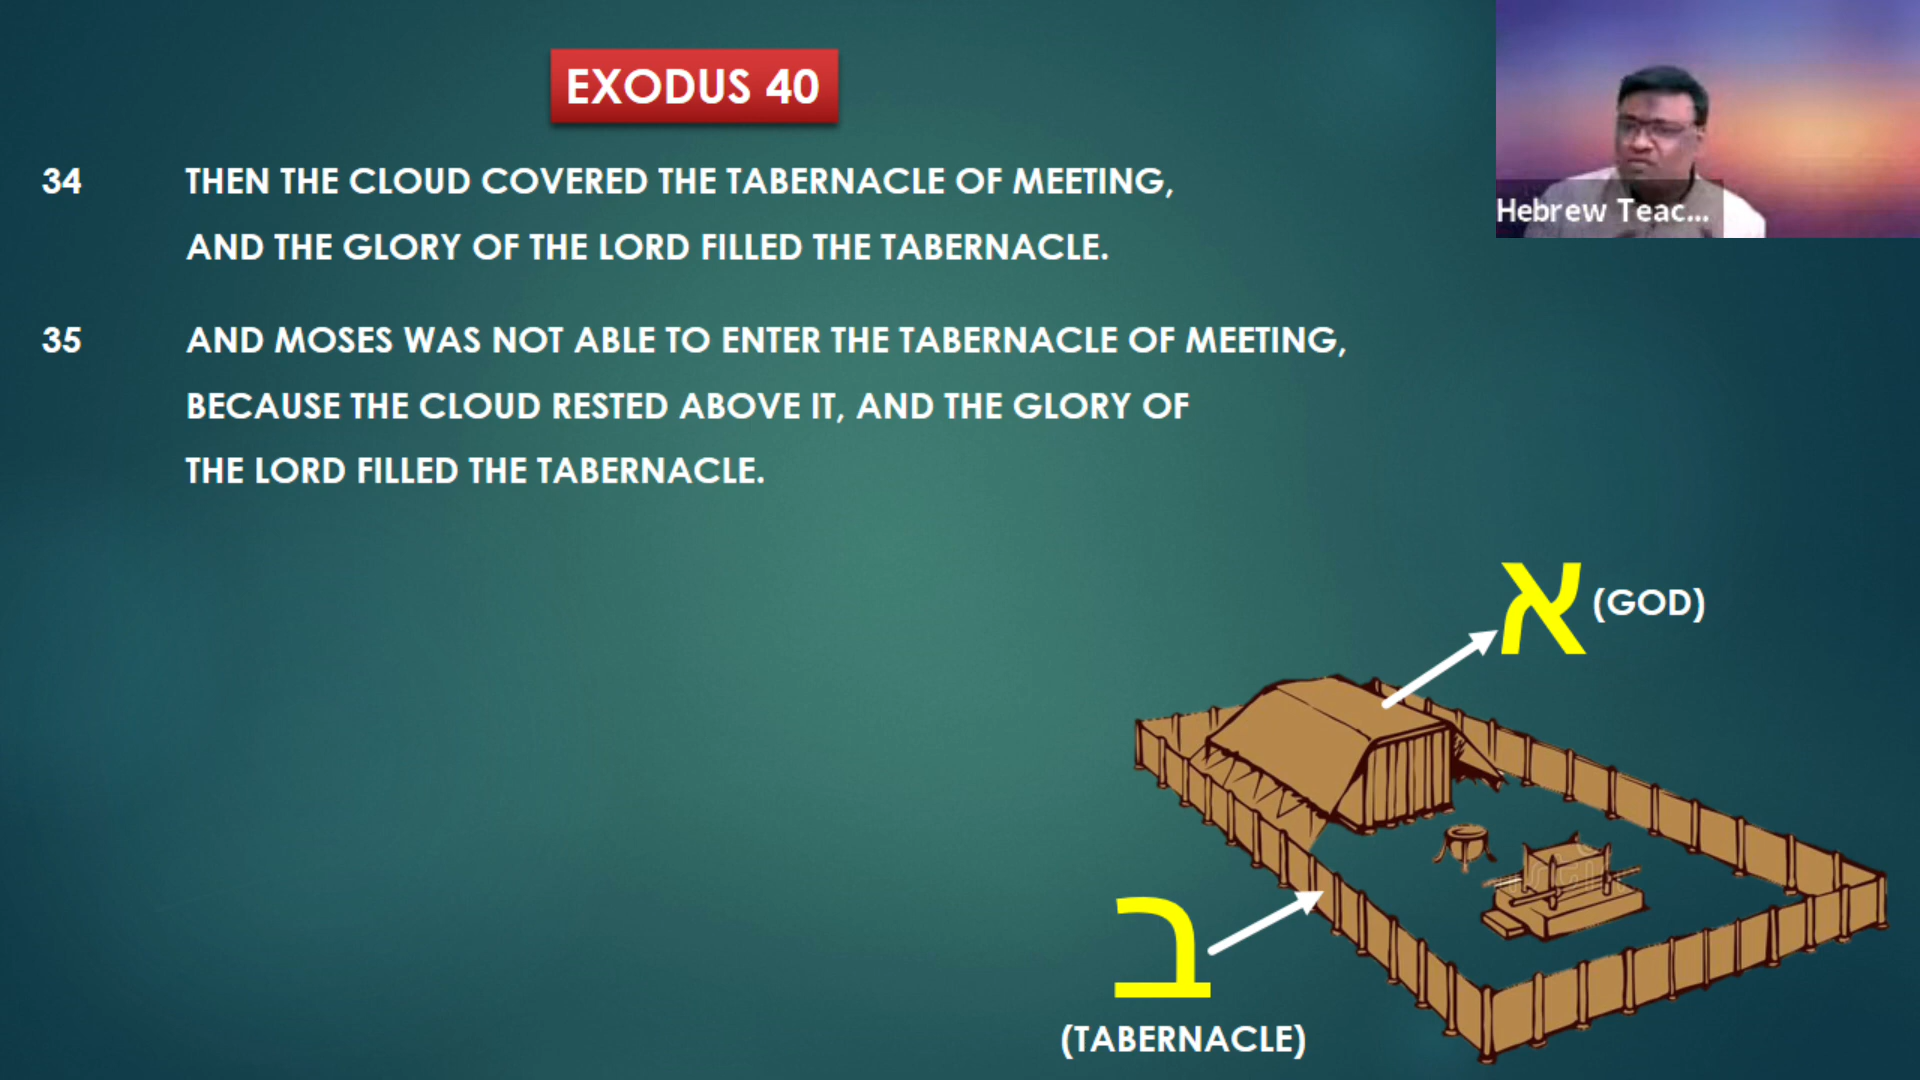 EXODUS 40
34 THEN THE CLOUD COVERED THE TABERNACLE OF MEETING,
AND THE GLORY OF THE LORD FILLED THE TABERNACLE.
35 AND MOSES WAS NOT ABLE TO ENTER THE TABERNACLE OF MEETING,
BECAUSE THE CLOUD RESTED ABOVE IT, AND THE GLORY OF
THE LORD FILLED THE TABERNACLE.
Hebrew Teac...
א (GOD)
ב
(TABERNACLE)